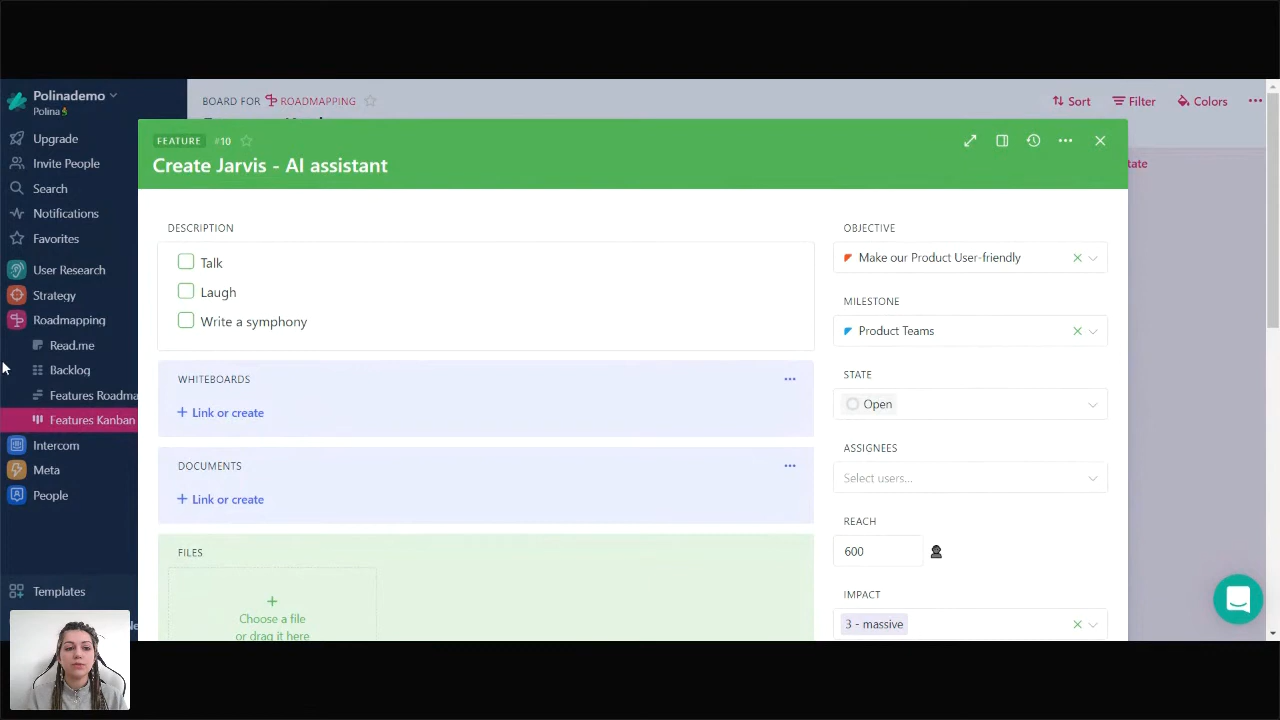 Polinademo
Polina
BOARD FOR ROADMAPPING
Sort
Filter
Colors
Upgrade
Invite People
Search
Notifications
Favorites
User Research
Strategy
Roadmapping
Read.me
Backlog
Features Roadma
Features Kanban
Intercom
Meta
People
Templates
FEATURE #10
Create Jarvis - AI assistant
DESCRIPTION
Talk
Laugh
Write a symphony
WHITEBOARDS
+ Link or create
DOCUMENTS
+ Link or create
FILES
+
Choose a file
or drag it here
OBJECTIVE
Make our Product User-friendly
MILESTONE
Product Teams
STATE
Open
ASSIGNEES
Select users...
REACH
600
IMPACT
3 - massive
tate